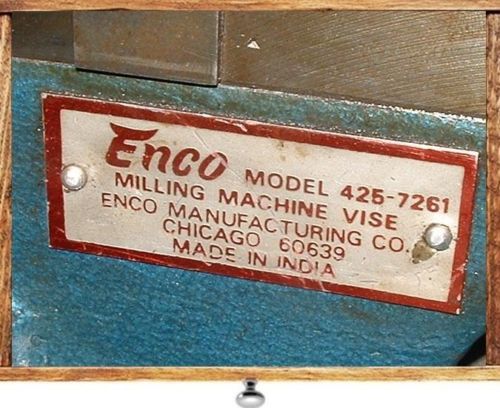 Enco MODEL 425-7261
MILLING MACHINE VISE
ENCO MANUFACTURING CO.
CHICAGO 60639
MADE IN INDIA